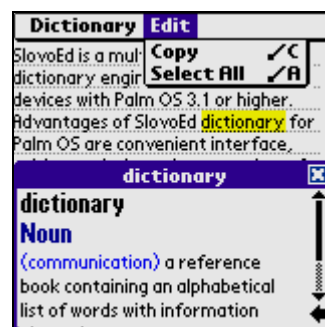 Dictionary Edit
SlovoEd is a mul
Copy /C
dictionary engir
Select All /A
devices with Palm OS 3.1 or higher.
Advantages of SlovoEd dictionary for
Palm OS are convenient interface,
dictionary
dictionary
Noun
(communication) a reference
book containing an alphabetical
list of words with information